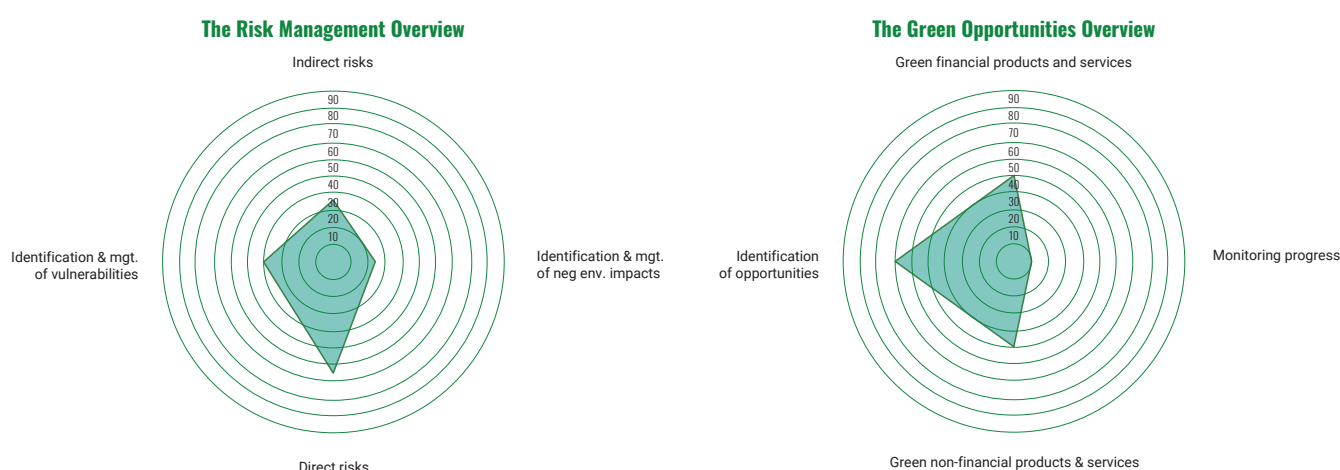 The Risk Management Overview
Indirect risks
90
80
70
60
50
40
30
20
10
Identification & mgt.
of vulnerabilities
Identification & mgt.
of neg env. impacts
Direct risks
The Green Opportunities Overview
Green financial products and services
90
80
70
60
50
40
30
20
10
Identification
of opportunities
Monitoring progress
Green non-financial products & services